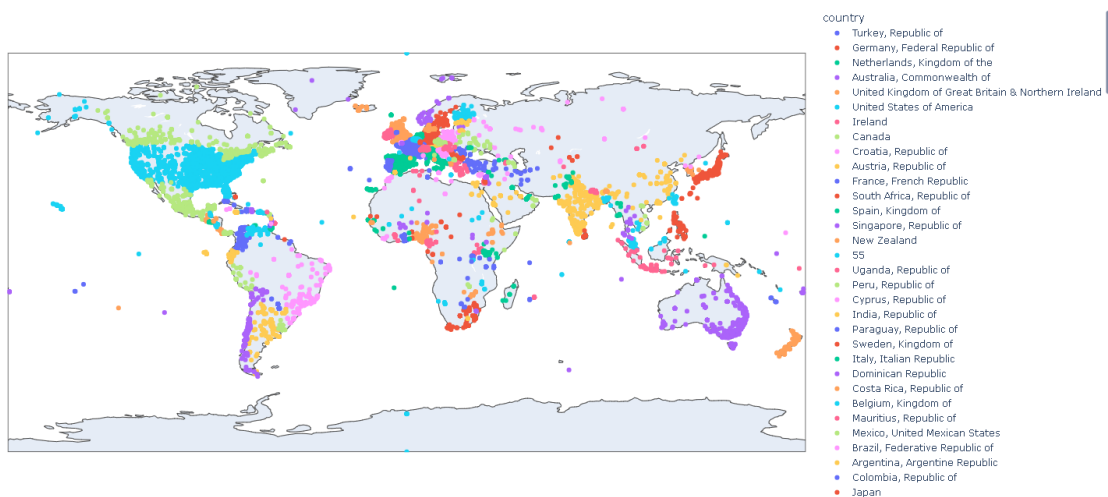 country
Turkey, Republic of
Germany, Federal Republic of
Netherlands, Kingdom of the
Australia, Commonwealth of
United Kingdom of Great Britain & Northern Ireland
United States of America
Ireland
Canada
Croatia, Republic of
Austria, Republic of
France, French Republic
South Africa, Republic of
Spain, Kingdom of
Singapore, Republic of
New Zealand
55
Uganda, Republic of
Peru, Republic of
Cyprus, Republic of
India, Republic of
Paraguay, Republic of
Sweden, Kingdom of
Italy, Italian Republic
Dominican Republic
Costa Rica, Republic of
Belgium, Kingdom of
Mauritius, Republic of
Mexico, United Mexican States
Brazil, Federative Republic of
Argentina, Argentine Republic
Colombia, Republic of
Japan